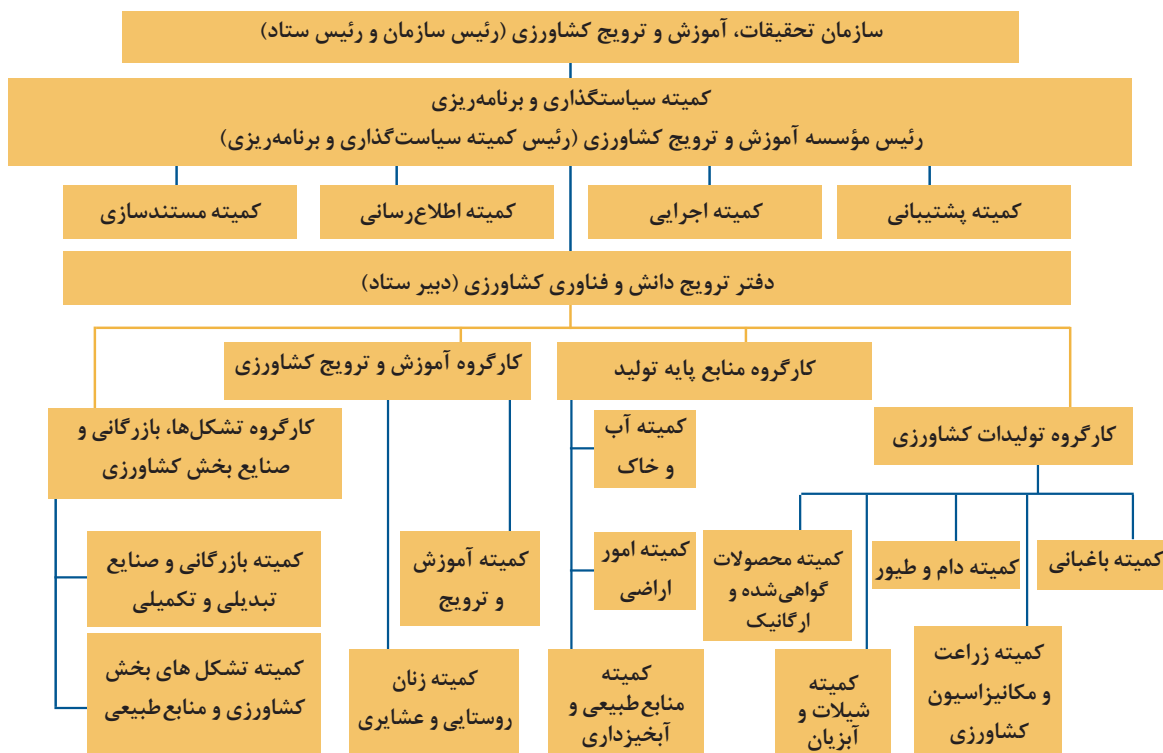 سازمان تحقیقات، آموزش و ترویج کشاورزی (رئیس سازمان و رئیس ستاد)
کمیته سیاستگذاری و برنامه‌ریزی
رئیس مؤسسه آموزش و ترویج کشاورزی (رئیس کمیته سیاست‌گذاری و برنامه‌ریزی)
کمیته پشتیبانی
کمیته اجرایی
کمیته اطلاع‌رسانی
کمیته مستندسازی
دفتر ترویج دانش و فناوری کشاورزی (دبیر ستاد)
کارگروه تولیدات کشاورزی
کمیته باغبانی
کمیته زراعت
و مکانیزاسیون
کشاورزی
کمیته دام و طیور
کمیته
شیلات و
آبزیان
کمیته محصولات
گواهی‌شده و
ارگانیک
کارگروه منابع پایه تولید
کمیته آب
و خاک
کمیته امور
اراضی
کمیته
منابع‌طبیعی و
آبخیزداری
کارگروه آموزش و ترویج کشاورزی
کمیته آموزش
و ترویج
کمیته زنان
روستایی و عشایری
کارگروه تشکل‌ها، بازرگانی و
صنایع بخش کشاورزی
کمیته بازرگانی و صنایع
تبدیلی و تکمیلی
کمیته تشکل های بخش
کشاورزی و منابع‌طبیعی